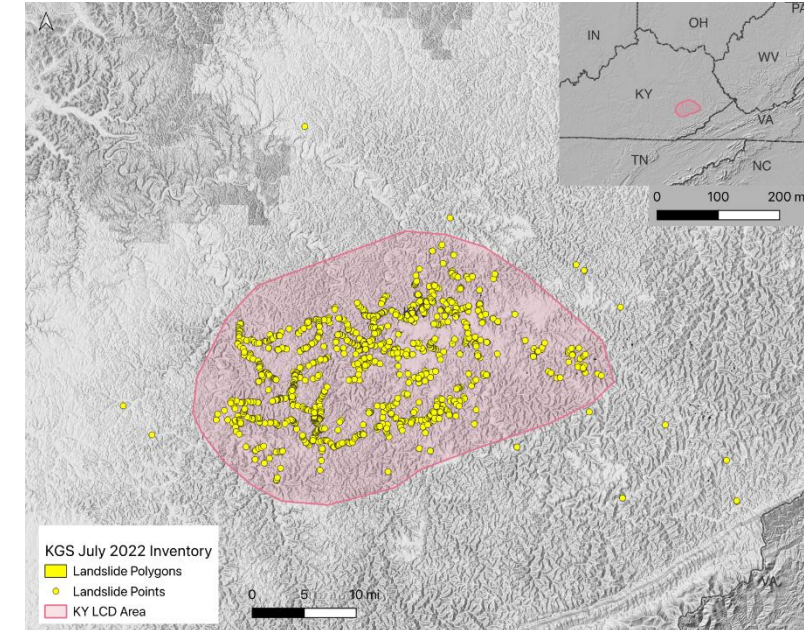 PA
OH
IN
WV
KY
VA
TN
NC
0 100 200 m
VA
KGS July 2022 Inventory
Landslide Polygons
Landslide Points
KY LCD Area
0 5 10 mi